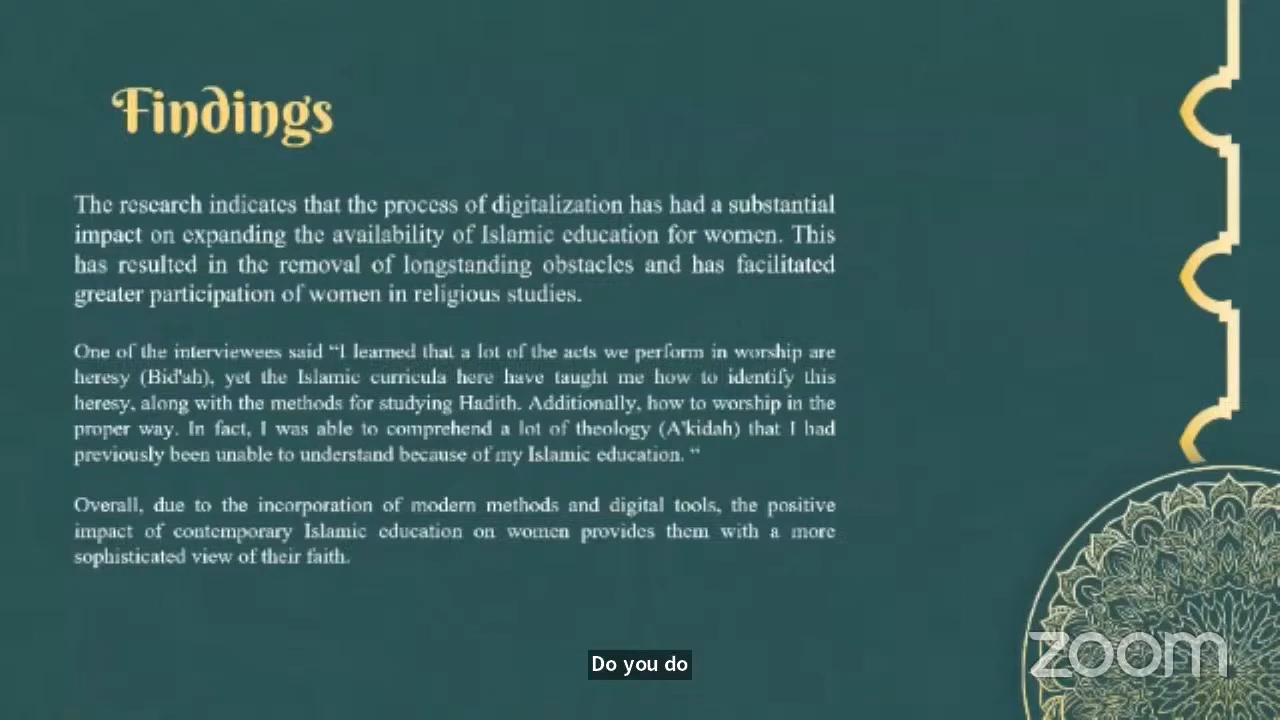 Findings
The research indicates that the process of digitalization has had a substantial
impact on expanding the availability of Islamic education for women. This
has resulted in the removal of longstanding obstacles and has facilitated
greater participation of women in religious studies.
One of the interviewees said “I learned that a lot of the acts we perform in worship are
heresy (Bid'ah), yet the Islamic curricula here have taught me how to identify this
heresy, along with the methods for studying Hadith. Additionally, how to worship in the
proper way. In fact, I was able to comprehend a lot of theology (A'kidah) that I had
previously been unable to understand because of my Islamic education. “
Overall, due to the incorporation of modern methods and digital tools, the positive
impact of contemporary Islamic education on women provides them with a more
sophisticated view of their faith.
Do you do
zoom